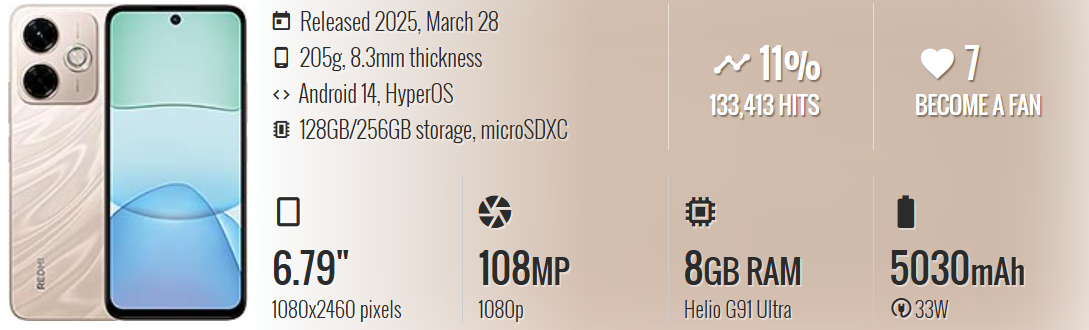 Released 2025, March 28
205g, 8.3mm thickness
Android 14, HyperOS
128GB/256GB storage, microSDXC
11%
133,413 HITS
7
BECOME A FAN
6.79"
1080x2460 pixels
108MP
1080p
8GB RAM
Helio G91 Ultra
5030mAh
33W
REDMI